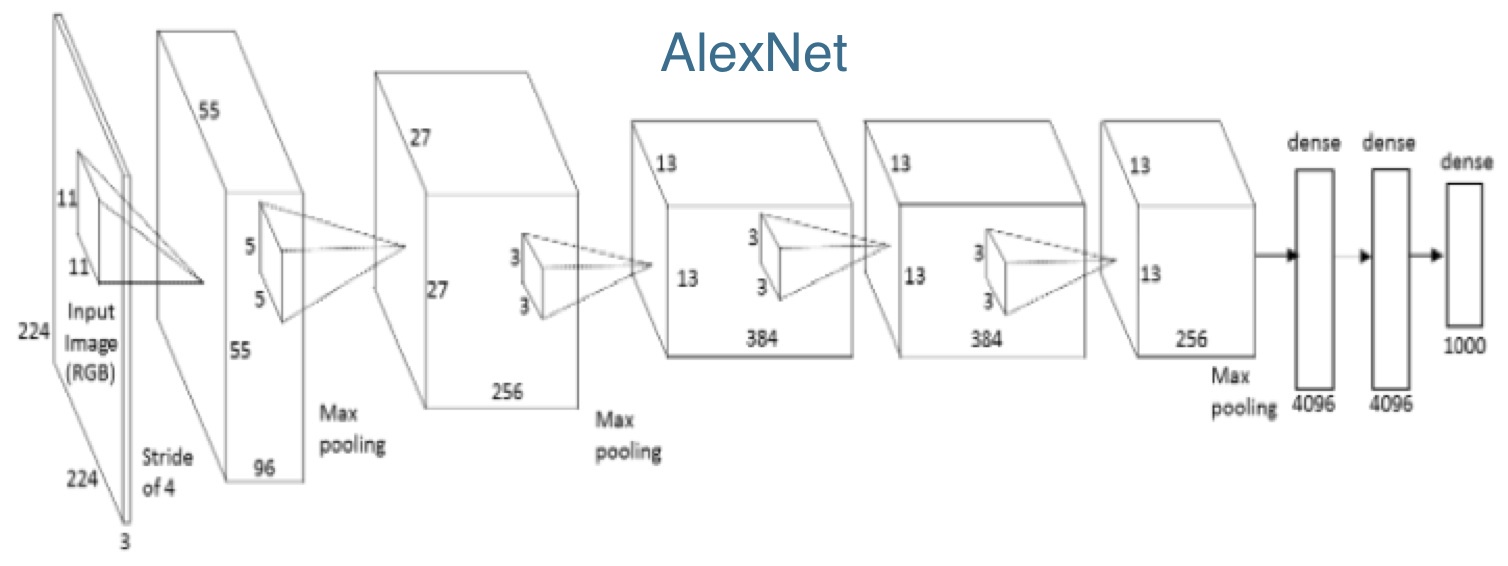 AlexNet
55
11
11
Input
Image
(RGB)
224
224
3
Stride
of 4
5
5
55
96
Max
pooling
27
27
3
3
256
Max
pooling
13
13
3
3
384
13
13
3
3
384
13
13
256
Max
pooling
dense
4096
dense
4096
dense
1000